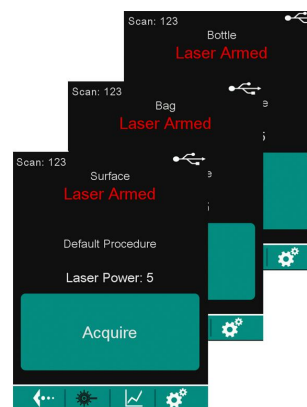 Scan: 123
Bottle
Laser Armed
Scan: 123
Bag
Laser Armed
Scan: 123
Surface
Laser Armed
Default Procedure
Laser Power: 5
Acquire